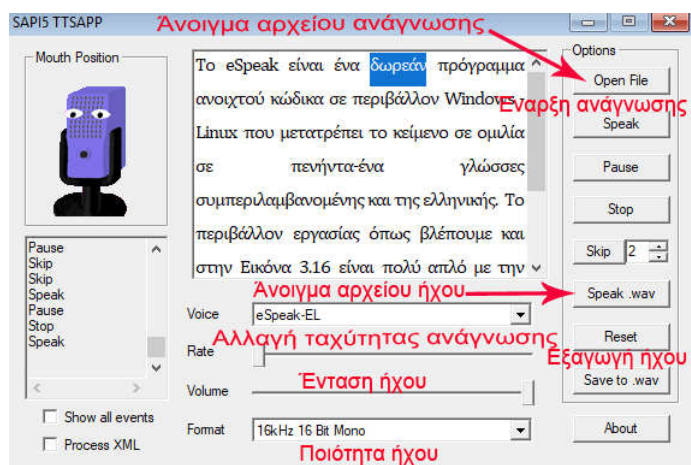 SAPI5 TTSAPP
Άνοιγμα αρχείου ανάγνωσης
Mouth Position
Το eSpeak είναι ένα δωρεάν πρόγραμμα
ανοιχτού κώδικα σε περιβάλλον Windows -
Linux που μετατρέπει το κείμενο σε ομιλία
σε πενήντα-ένα γλώσσες
συμπεριλαμβανομένης και της ελληνικής. Το
περιβάλλον εργασίας όπως βλέπουμε και
στην Εικόνα 3.16 είναι πολύ απλό με την
Options
Open File
Έναρξη ανάγνωσης
Speak
Pause
Stop
Skip 2
Άνοιγμα αρχείου ήχου
Speak .wav
Reset
Εξαγωγή ήχου
Save to .wav
About
Pause
Skip
Skip
Speak
Pause
Stop
Speak
Show all events
Process XML
Voice eSpeak-EL
Αλλαγή ταχύτητας ανάγνωσης
Rate
Ένταση ήχου
Volume
Format 16kHz 16 Bit Mono
Ποιότητα ήχου